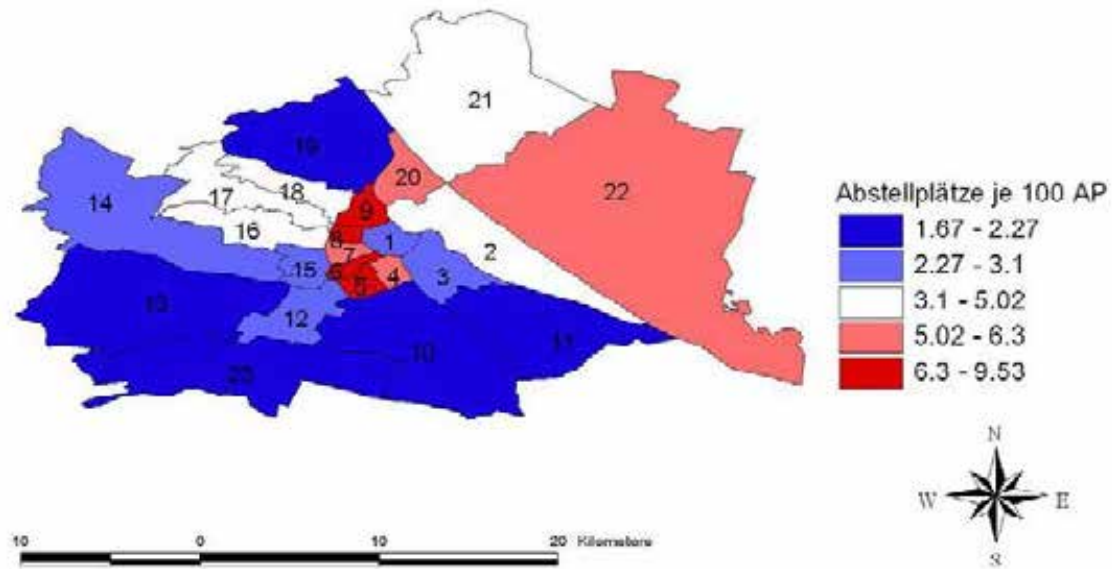 21
19
20
22
18
17
14
9
16
8
1
2
7
15
3
6
4
5
13
12
10
11
23
Abstellplätze je 100 AP
1.67 - 2.27
2.27 - 3.1
3.1 - 5.02
5.02 - 6.3
6.3 - 9.53
N
W E
S
10 0 10 20 Kilometers